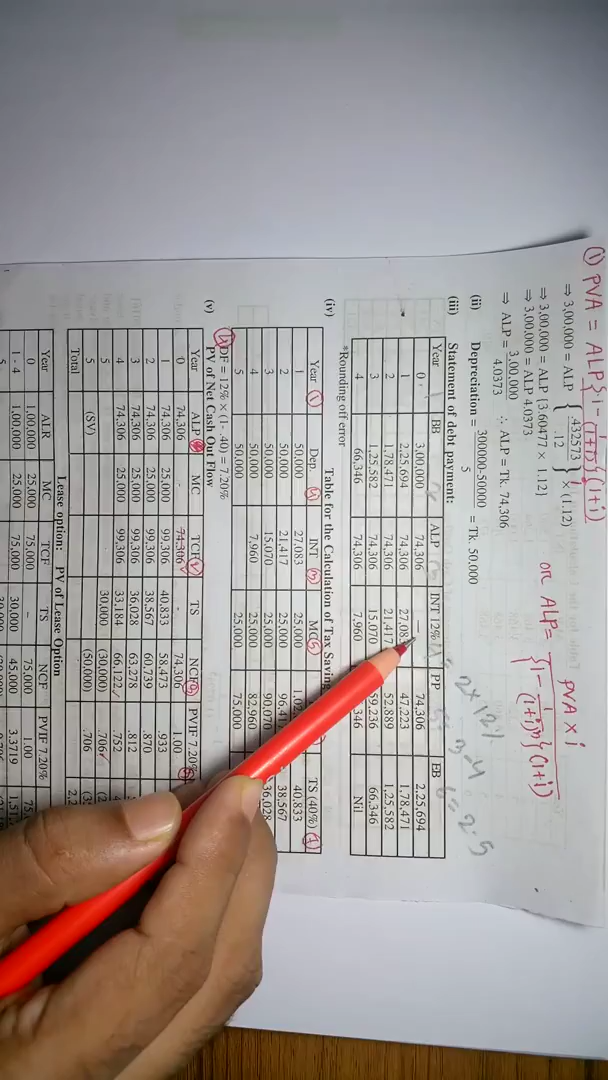 ① PVA = ALP{1 - 1/(1+i)ⁿ}(1+i)
or ALP = PVA x i / {1 - 1/(1+i)ⁿ}(1+i)
⇒ 3,00,000 = ALP { .432573 / .12 } × (1.12)
⇒ 3,00,000 = ALP {3.60477 × 1.12}
⇒ 3,00,000 = ALP 4.0373
⇒ ALP = 3,00,000 / 4.0373 ∴ ALP = Tk. 74,306
(ii) Depreciation = 300000-50000 / 5 = Tk. 50,000
(iii) Statement of debt payment:
2x12%
5= 3-4
6= 2-5
Year BB ALP INT 12% PP EB
0 3,00,000 74,306 — 74,306 2,25,694
1 2,25,694 74,306 27,083 47,223 1,78,471
2 1,78,471 74,306 21,417 52,889 1,25,582
3 1,25,582 74,306 15,070 59,236 66,346
4 66,346 74,306 7,960 346 Nil
*Rounding off error
(iv) Table for the Calculation of Tax Saving
Year Dep. INT MC TS (40%)
1 50,000 27,083 25,000 40,833
2 50,000 21,417 25,000 38,567
3 50,000 15,070 25,000 90,070 36,028
4 50,000 7,960 25,000 82,960
5 50,000 25,000 75,000
DF = 12% × (1-.40) = 7.20%
(v) PV of Net Cash Out Flow
Year ALP MC TCF TS NCF PVIF 7.20%
0 74,306 - 74,306 - 74,306 1.00
1 74,306 25,000 99,306 40,833 58,473 .933
2 74,306 25,000 99,306 38,567 60,739 .870
3 74,306 25,000 99,306 36,028 63,278 .812
4 74,306 25,000 99,306 33,184 66,122 .752
5 30,000 (30,000) .706
5 (SV) (50,000) .706
Total
Lease option: PV of Lease Option
Year ALR MC TCF TS NCF PVIF 7.20%
0 1,00,000 25,000 75,000 - 75,000 1.00
1-4 1,00,000 25,000 75,000 30,000 45,000 3.3719